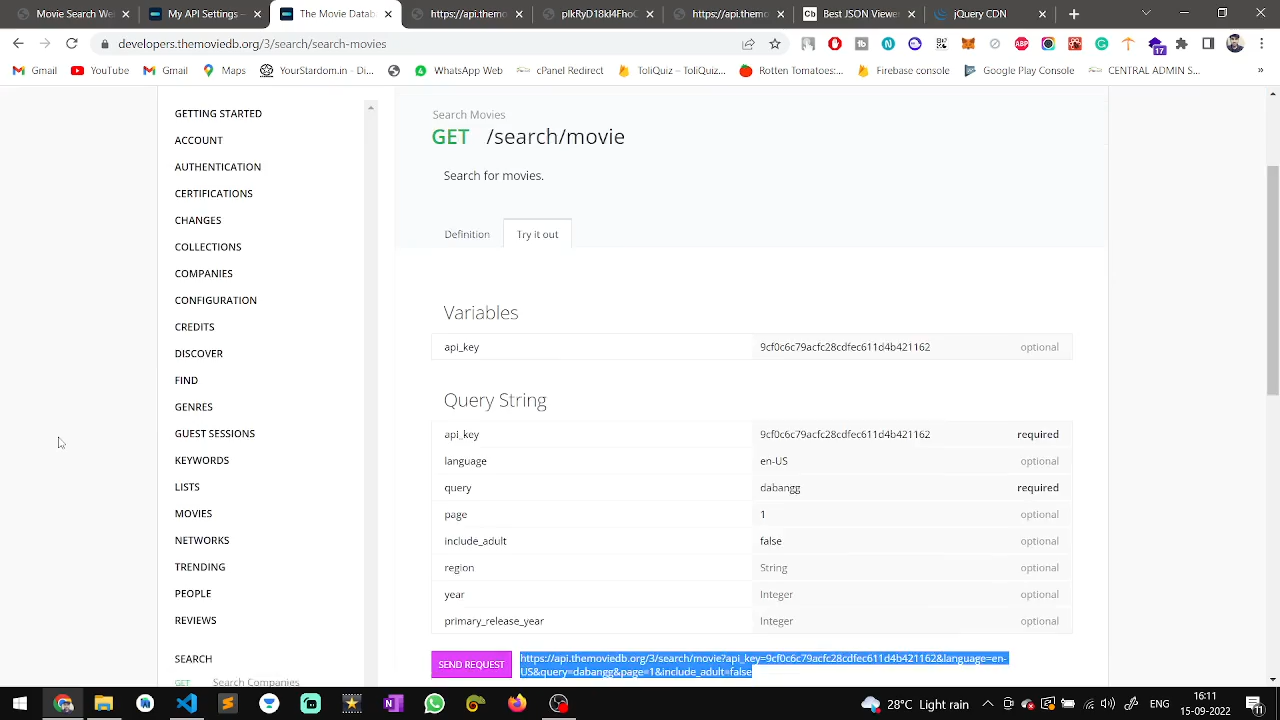 Movie Search We
My API Settings —
The Movie Datab
https://api.themo
https://api.themo
Best JSON Viewer
jQuery CDN
developers.themoviedb.org/3/search/search-movies
Gmail
YouTube
Gmail
Maps
YourStardom.in - Di...
WhatsApp Web
Panel Redirect
ToliQuiz – ToliQuiz...
Rotten Tomatoes:...
Firebase console
Google Play Console
CENTRAL ADMIN S...
»
GETTING STARTED
ACCOUNT
AUTHENTICATION
CERTIFICATIONS
CHANGES
COLLECTIONS
COMPANIES
CONFIGURATION
CREDITS
DISCOVER
FIND
GENRES
GUEST SESSIONS
KEYWORDS
LISTS
MOVIES
NETWORKS
TRENDING
PEOPLE
REVIEWS
SEARCH
GET Search Companies
Search Movies
GET /search/movie
Search for movies.
Definition
Try it out
Variables
api_key 9cf0c6c79acfc28cdfec611d4b421162 optional
Query String
api_key 9cf0c6c79acfc28cdfec611d4b421162 required
language en-US optional
query dabangg required
page 1 optional
include_adult false optional
region String optional
year Integer optional
primary_release_year Integer optional
SEND REQUEST
https://api.themoviedb.org/3/search/movie?api_key=9cf0c6c79acfc28cdfec611d4b421162&language=en-
US&query=dabangg&page=1&include_adult=false
28°C Light rain
ENG
16:11
15-09-2022